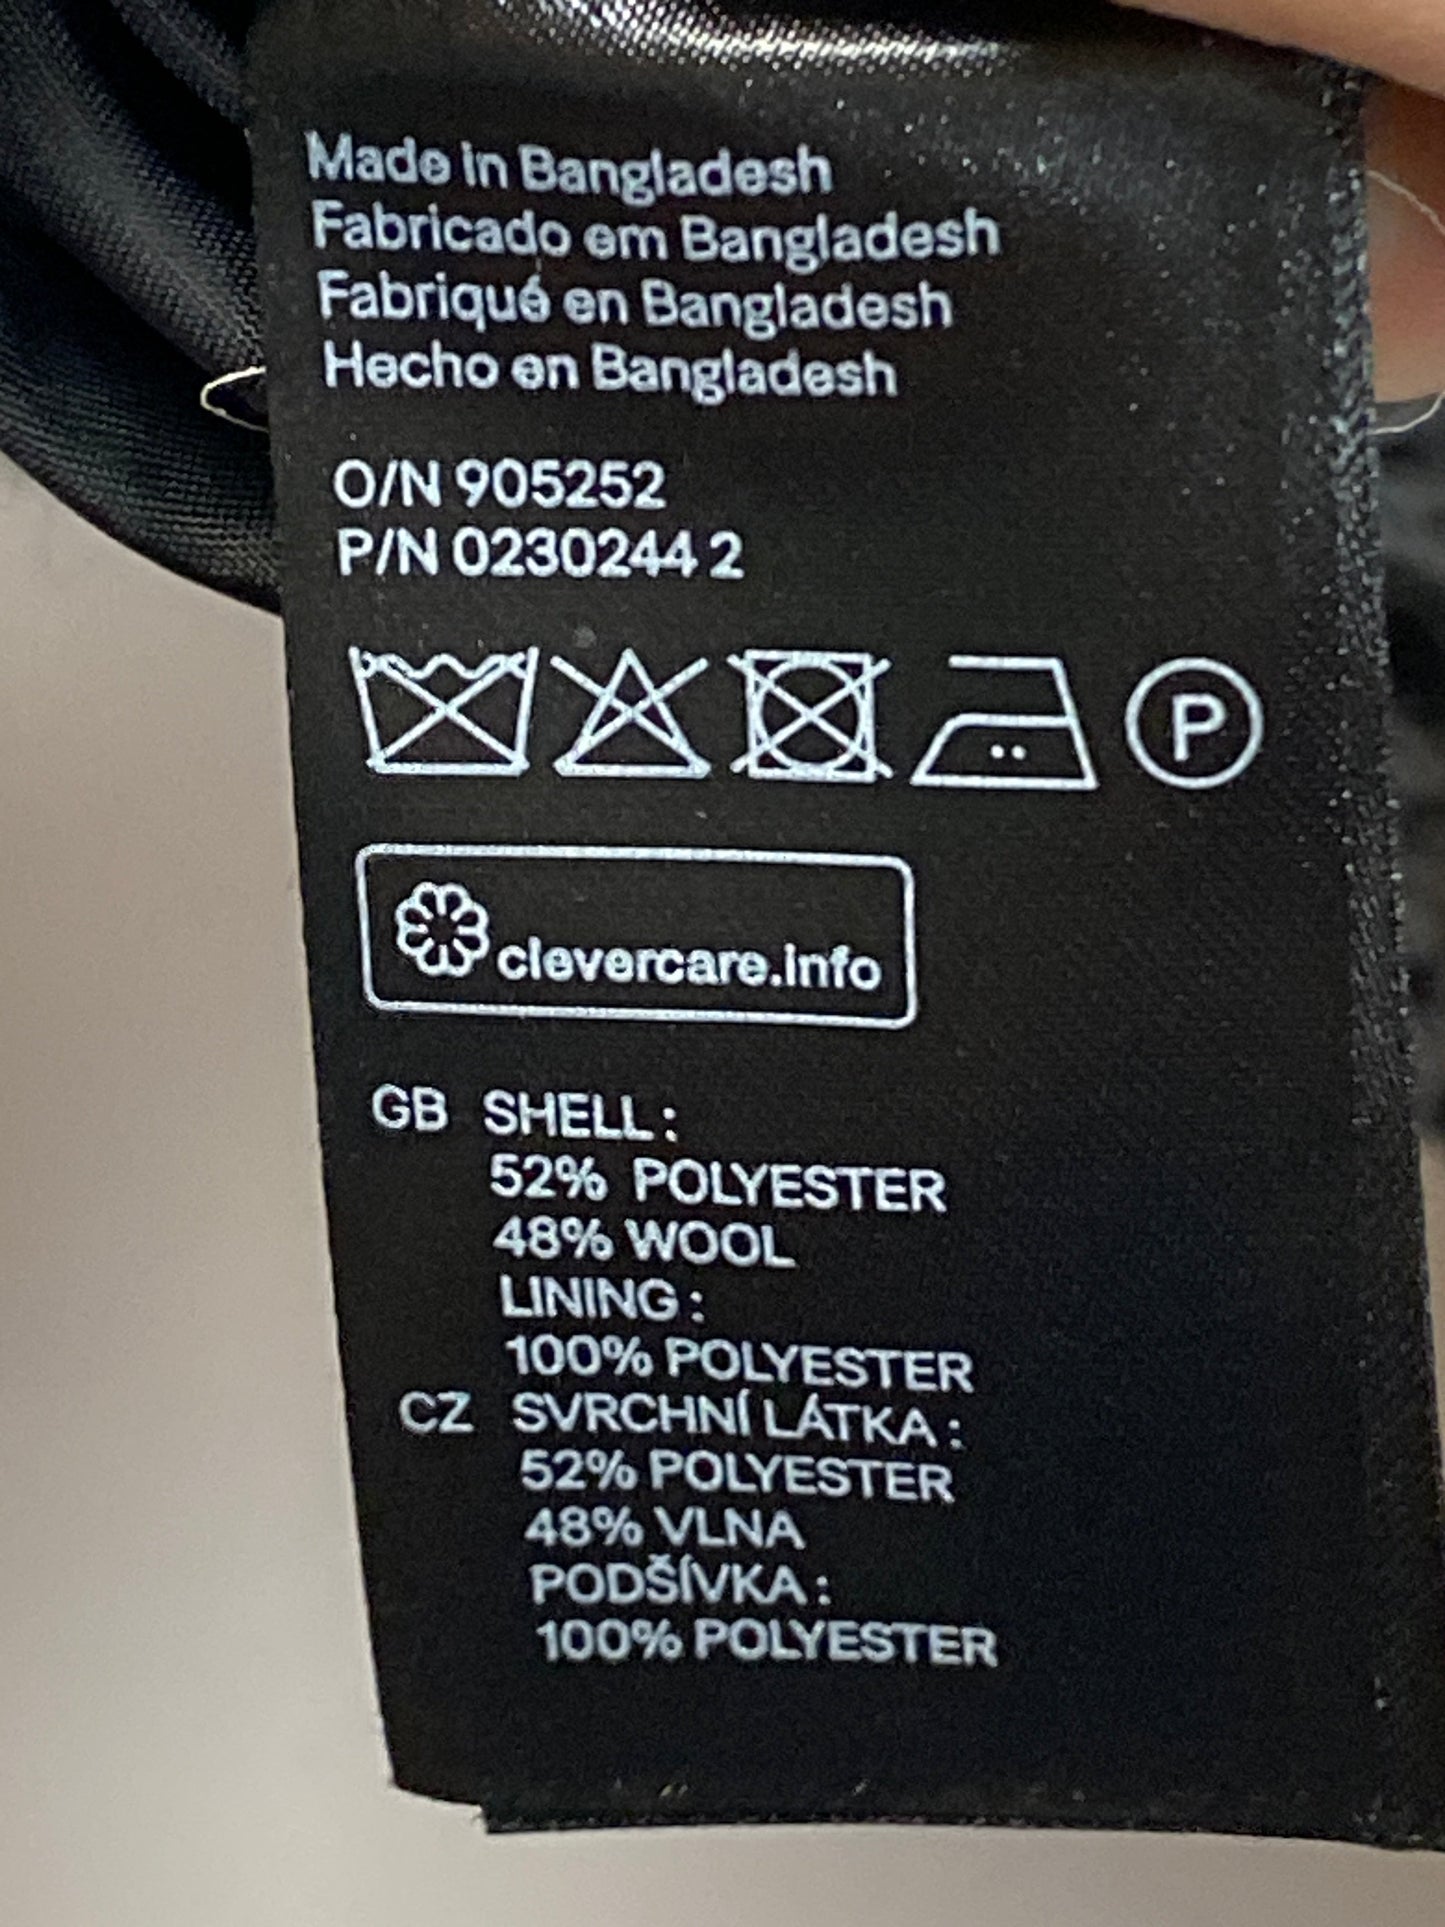 Made in Bangladesh
Fabricado em Bangladesh
Fabriqué en Bangladesh
Hecho en Bangladesh
O/N 905252
P/N 0230244 2
P
clevercare.info
GB SHELL :
52% POLYESTER
48% WOOL
LINING :
100% POLYESTER
CZ SVRCHNÍ LÁTKA :
52% POLYESTER
48% VLNA
PODŠÍVKA :
100% POLYESTER